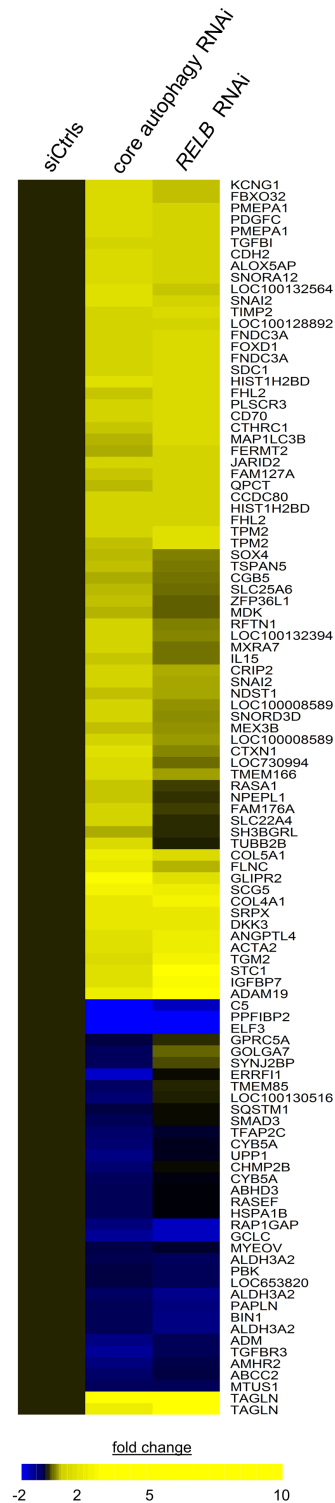 siCtrls
core autophagy RNAi
RELB RNAi
KCNG1
FBXO32
PMEPA1
PDGFC
PMEPA1
TGFBI
CDH2
ALOX5AP
SNORA12
LOC100132564
SNAI2
TIMP2
LOC100128892
FNDC3A
FOXD1
FNDC3A
SDC1
HIST1H2BD
FHL2
PLSCR3
CD70
CTHRC1
MAP1LC3B
FERMT2
JARID2
FAM127A
QPCT
CCDC80
HIST1H2BD
FHL2
TPM2
TPM2
SOX4
TSPAN5
CGB5
SLC25A6
ZFP36L1
MDK
RFTN1
LOC100132394
MXRA7
IL15
CRIP2
SNAI2
NDST1
LOC100008589
SNORD3D
MEX3B
LOC100008589
CTXN1
LOC730994
TMEM166
RASA1
NPEPL1
FAM176A
SLC22A4
SH3BGRL
TUBB2B
COL5A1
FLNC
GLIPR2
SCG5
COL4A1
SRPX
DKK3
ANGPTL4
ACTA2
TGM2
STC1
IGFBP7
ADAM19
C5
PPFIBP2
ELF3
GPRC5A
GOLGA7
SYNJ2BP
ERRFI1
TMEM85
LOC100130516
SQSTM1
SMAD3
TFAP2C
CYB5A
UPP1
CHMP2B
CYB5A
ABHD3
RASEF
HSPA1B
RAP1GAP
GCLC
MYEOV
ALDH3A2
PBK
LOC653820
ALDH3A2
PAPLN
BIN1
ALDH3A2
ADM
TGFBR3
AMHR2
ABCC2
MTUS1
TAGLN
TAGLN
fold change
-2 2 5 10